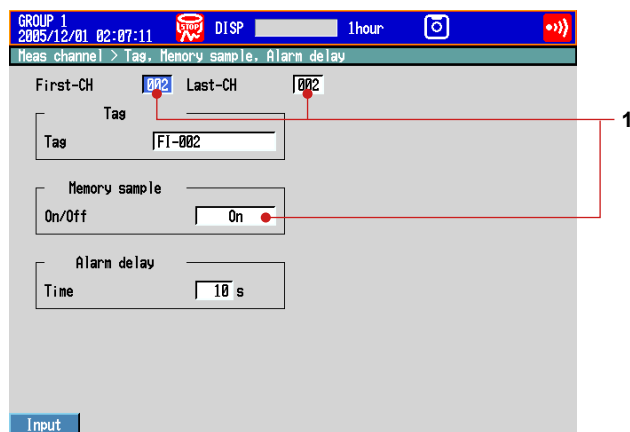 GROUP 1
2005/12/01 02:07:11
STOP
DISP
1hour
Meas channel > Tag, Memory sample, Alarm delay
First-CH 002 Last-CH 002
1
Tag
Tag FI-002
Memory sample
On/Off On
Alarm delay
Time 10 s
Input